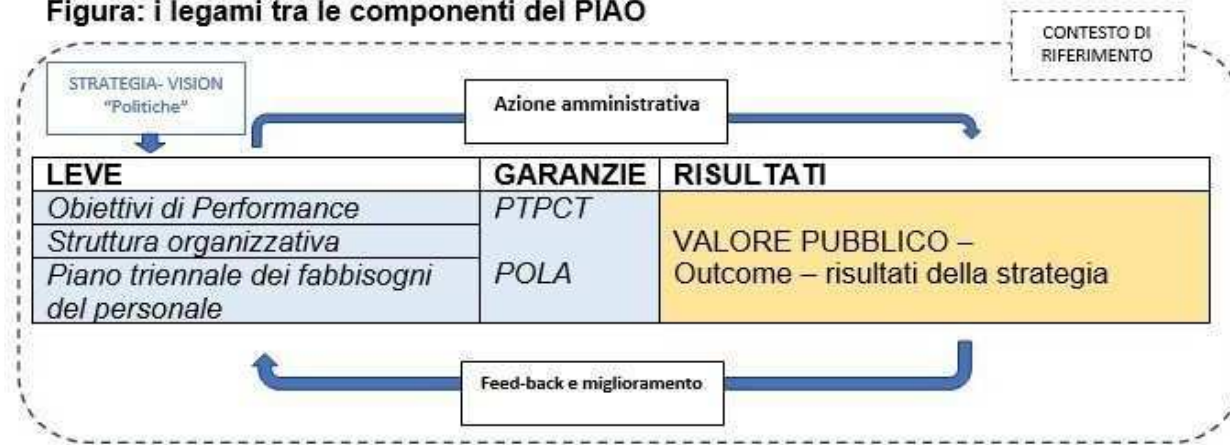 Figura: i legami tra le componenti del PIAO
CONTESTO DI
RIFERIMENTO
STRATEGIA- VISION
“Politiche”
Azione amministrativa
LEVE GARANZIE RISULTATI
Obiettivi di Performance PTPCT
Struttura organizzativa VALORE PUBBLICO –
Piano triennale dei fabbisogni POLA Outcome – risultati della strategia
del personale
Feed-back e miglioramento